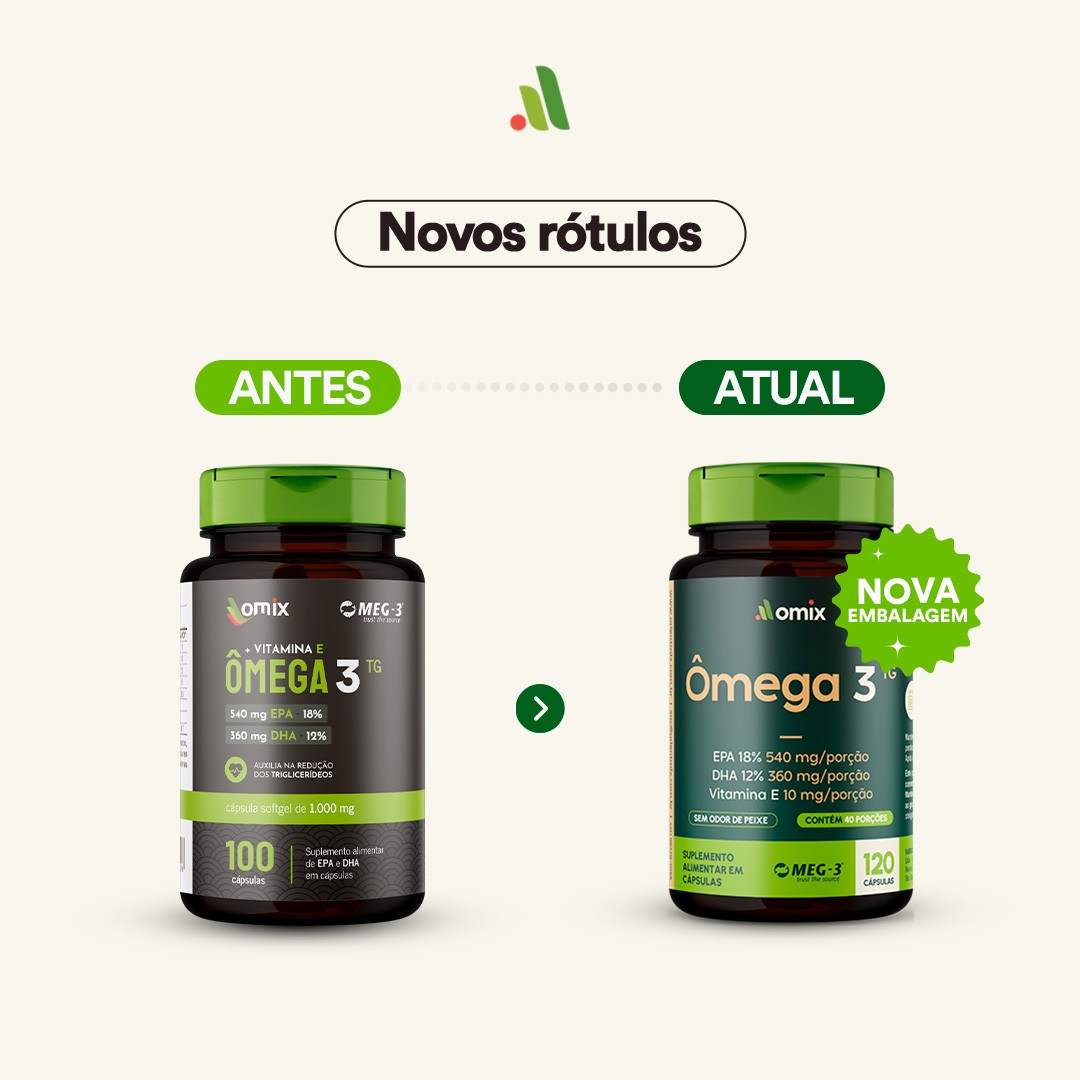 Novos rótulos
ANTES
ATUAL
omix
MEG-3®
trust the source
+ VITAMINA E
ÔMEGA 3 TG
540 mg EPA 18%
360 mg DHA 12%
AUXILIA NA REDUÇÃO
DOS TRIGLICERÍDEOS
cápsula softgel de 1.000 mg
100
cápsulas
Suplemento alimentar
de EPA e DHA
em cápsulas
NOVA
EMBALAGEM
omix
Ômega 3 TG
EPA 18% 540 mg/porção
DHA 12% 360 mg/porção
Vitamina E 10 mg/porção
SEM ODOR DE PEIXE
CONTÉM 40 PORÇÕES
SUPLEMENTO
ALIMENTAR EM
CÁPSULAS
MEG-3®
trust the source
120
CÁPSULAS